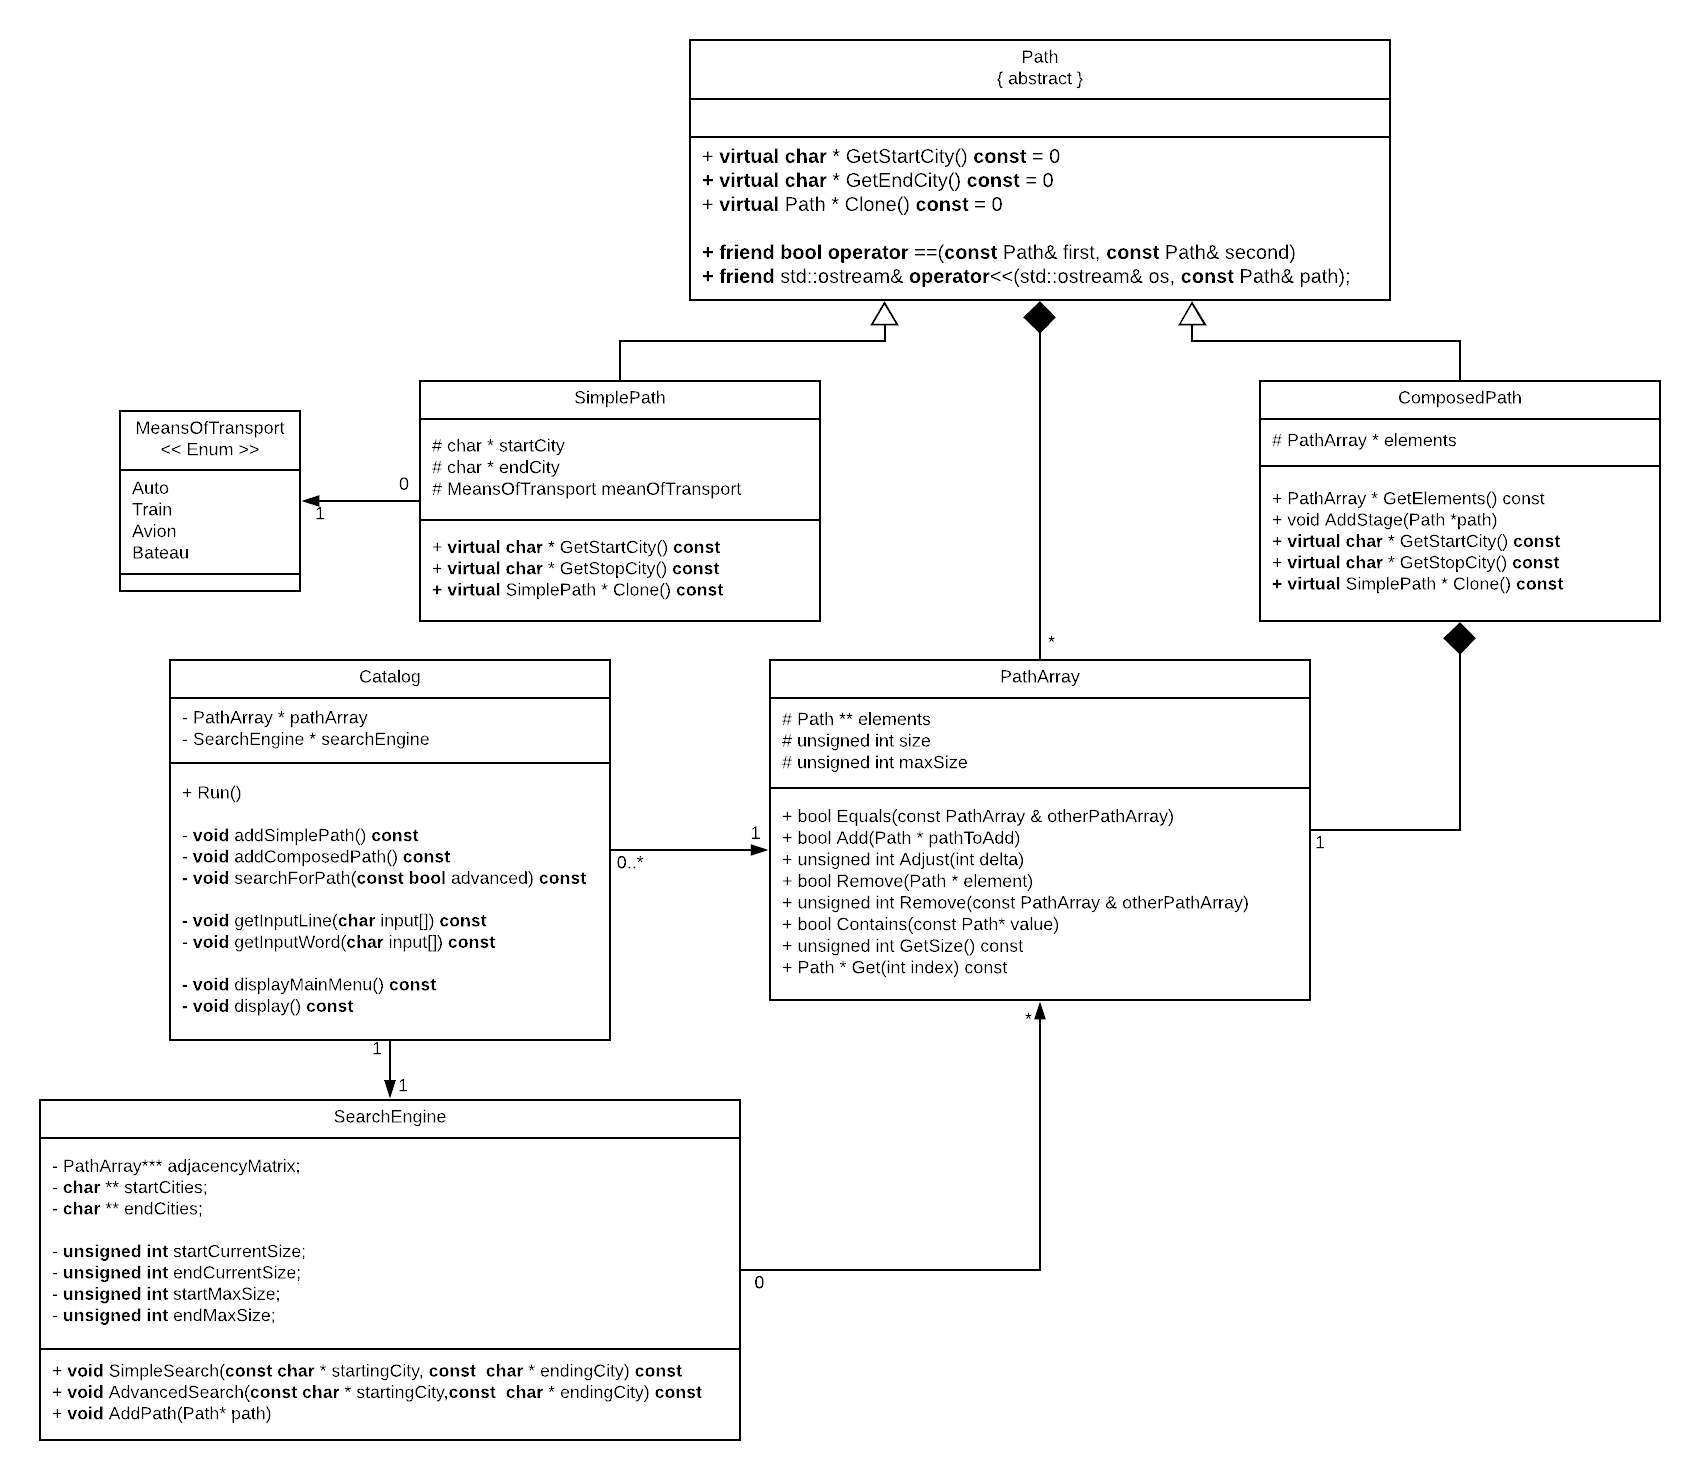 Path
{ abstract }
+ virtual char * GetStartCity() const = 0
+ virtual char * GetEndCity() const = 0
+ virtual Path * Clone() const = 0
+ friend bool operator ==(const Path& first, const Path& second)
+ friend std::ostream& operator<<(std::ostream& os, const Path& path);
MeansOfTransport
<< Enum >>
Auto
Train
Avion
Bateau
0
1
SimplePath
# char * startCity
# char * endCity
# MeansOfTransport meanOfTransport
+ virtual char * GetStartCity() const
+ virtual char * GetStopCity() const
+ virtual SimplePath * Clone() const
ComposedPath
# PathArray * elements
+ PathArray * GetElements() const
+ void AddStage(Path *path)
+ virtual char * GetStartCity() const
+ virtual char * GetStopCity() const
+ virtual SimplePath * Clone() const
*
Catalog
- PathArray * pathArray
- SearchEngine * searchEngine
+ Run()
- void addSimplePath() const
- void addComposedPath() const
- void searchForPath(const bool advanced) const
- void getInputLine(char input[]) const
- void getInputWord(char input[]) const
- void displayMainMenu() const
- void display() const
1
0..*
PathArray
# Path ** elements
# unsigned int size
# unsigned int maxSize
+ bool Equals(const PathArray & otherPathArray)
+ bool Add(Path * pathToAdd)
+ unsigned int Adjust(int delta)
+ bool Remove(Path * element)
+ unsigned int Remove(const PathArray & otherPathArray)
+ bool Contains(const Path* value)
+ unsigned int GetSize() const
+ Path * Get(int index) const
1
*
1
1
SearchEngine
- PathArray*** adjacencyMatrix;
- char ** startCities;
- char ** endCities;
- unsigned int startCurrentSize;
- unsigned int endCurrentSize;
- unsigned int startMaxSize;
- unsigned int endMaxSize;
+ void SimpleSearch(const char * startingCity, const  char * endingCity) const
+ void AdvancedSearch(const char * startingCity,const  char * endingCity) const
+ void AddPath(Path* path)
0